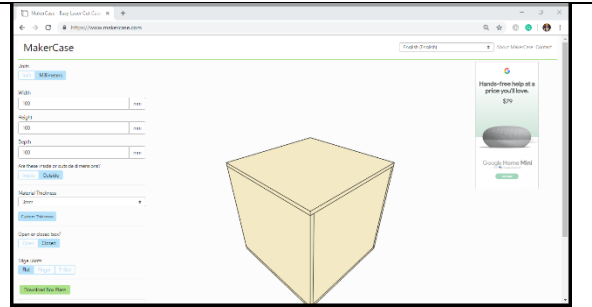 MakerCase - Easy Laser Cut Case
https://www.makercase.com
MakerCase
English (English)
About MakerCase Contact
Units
Inch Millimeters
Width
100 mm
Height
100 mm
Depth
100 mm
Are these inside or outside dimensions?
Inside Outside
Material Thickness
3mm
Custom Thickness
Open or closed box?
Open Closed
Edge Joints
Flat Finger T-Slot
Download Box Plans
G
Hands-free help at a
price you'll love.
$79
Google Home Mini